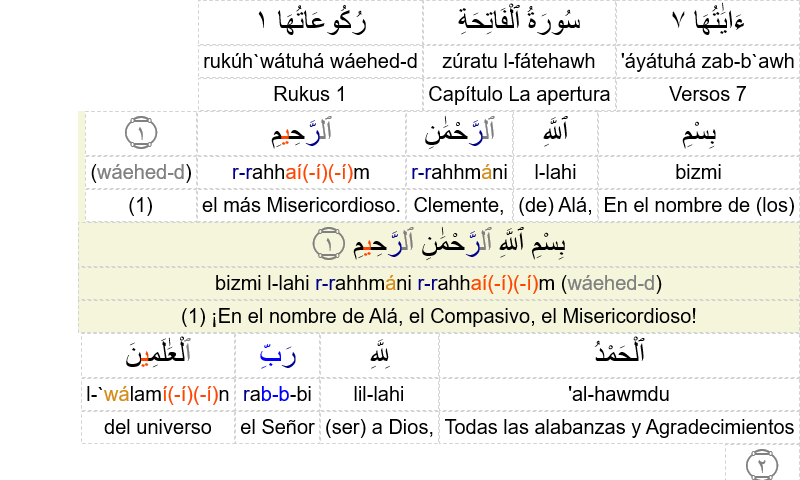 ءَايَٰتُهَا ٧ سُورَةُ ٱلْفَاتِحَةِ رُكُوعَاتُهَا ١
'áyátuhá zab-b`awh zúratu l-fátehawh rukúh`wátuhá wáehed-d
Versos 7 Capítulo La apertura Rukus 1
بِسْمِ ٱللَّهِ ٱلرَّحْمَٰنِ ٱلرَّحِيمِ ١
bizmi l-lahi r-rahhmáni r-rahhaí(-í)(-í)m (wáehed-d)
En el nombre de (los) (de) Alá, Clemente, el más Misericordioso. (1)
بِسْمِ ٱللَّهِ ٱلرَّحْمَٰنِ ٱلرَّحِيمِ ١
bizmi l-lahi r-rahhmáni r-rahhaí(-í)(-í)m (wáehed-d)
(1) ¡En el nombre de Alá, el Compasivo, el Misericordioso!
ٱلْحَمْدُ لِلَّهِ رَبِّ ٱلْعَٰلَمِينَ
'al-hawmdu lil-lahi rab-b-bi l-`wálamí(-í)(-í)n
Todas las alabanzas y Agradecimientos (ser) a Dios, el Señor del universo
٢